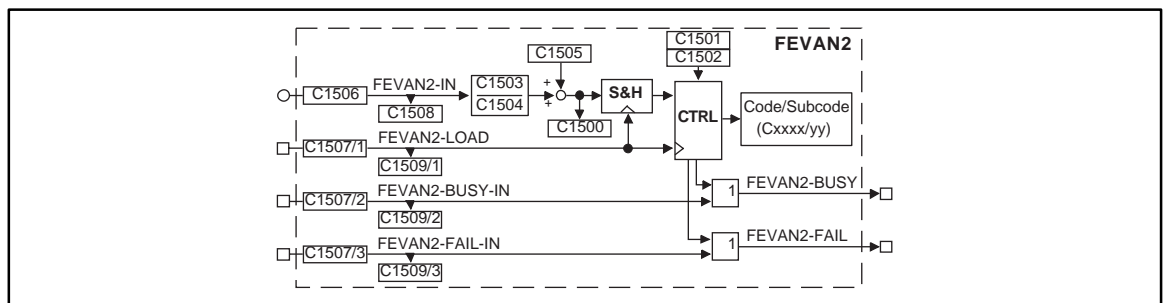 C1501
FEVAN2
C1505
C1502
C1506
FEVAN2-IN
C1503
+
S&H
C1504
+
CTRL
Code/Subcode
(Cxxxx/yy)
C1508
C1500
C1507/1
FEVAN2-LOAD
C1509/1
C1507/2
FEVAN2-BUSY-IN
1
FEVAN2-BUSY
C1509/2
C1507/3
FEVAN2-FAIL-IN
1
FEVAN2-FAIL
C1509/3